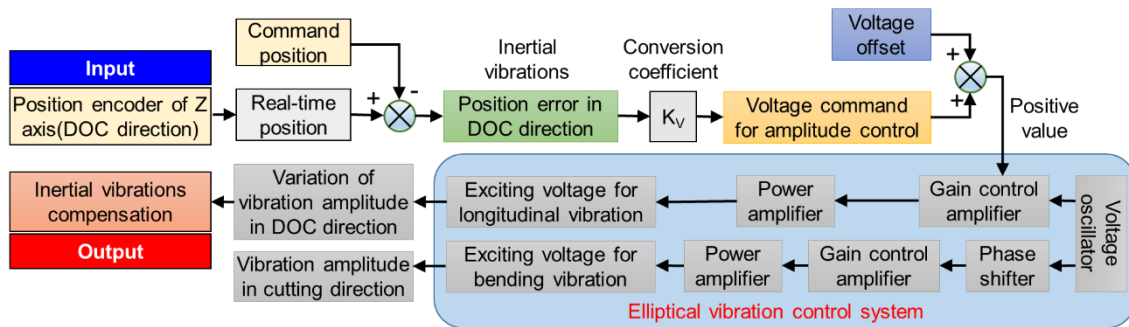 Input
Position encoder of Z
axis(DOC direction)
Command
position
Real-time
position
+
-
Inertial
vibrations
Position error in
DOC direction
Conversion
coefficient
K_V
Voltage command
for amplitude control
Voltage
offset
+
+
Positive
value
Inertial vibrations
compensation
Output
Variation of
vibration amplitude
in DOC direction
Exciting voltage for
longitudinal vibration
Power
amplifier
Gain control
amplifier
Voltage
oscillator
Vibration amplitude
in cutting direction
Exciting voltage for
bending vibration
Power
amplifier
Gain control
amplifier
Phase
shifter
Elliptical vibration control system